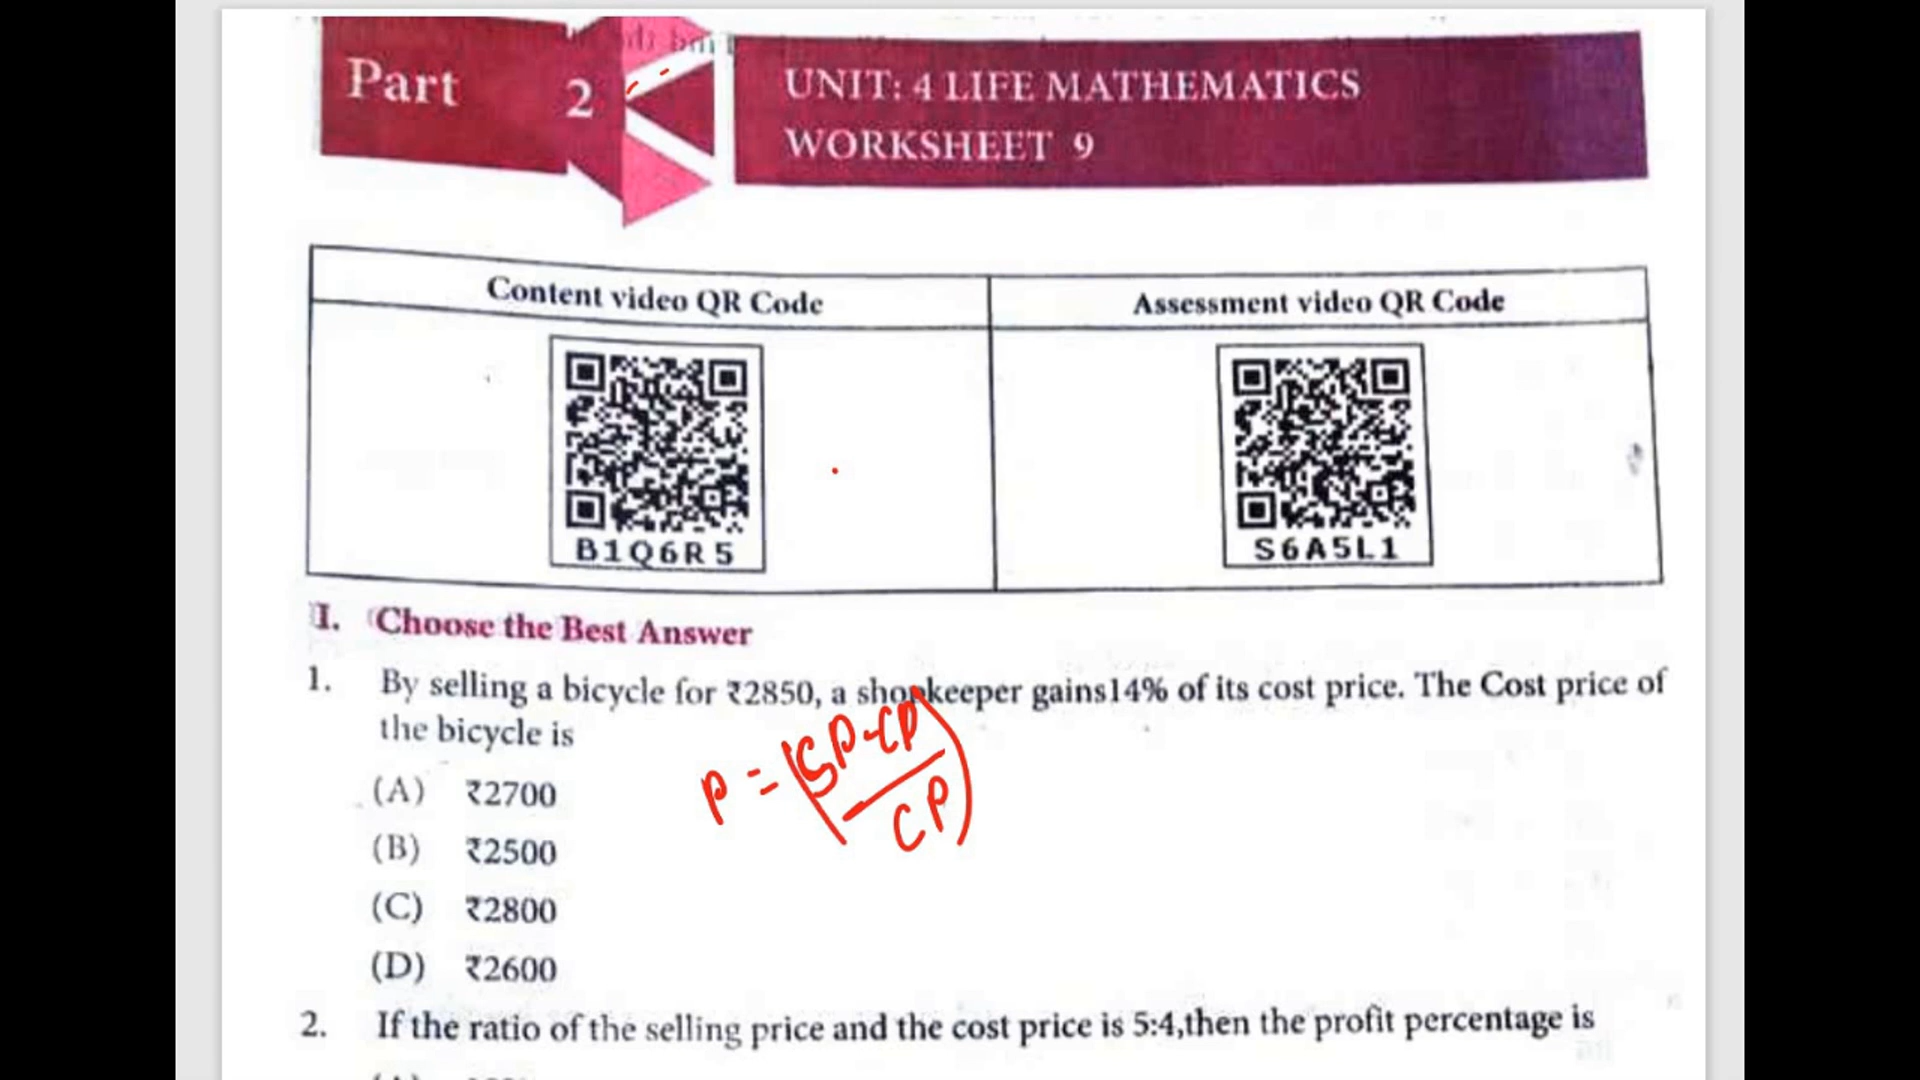 Part 2
UNIT: 4 LIFE MATHEMATICS
WORKSHEET 9
Content video QR Code
Assessment video QR Code
B1Q6R5
S6A5L1
I. Choose the Best Answer
1. By selling a bicycle for ₹2850, a shopkeeper gains14% of its cost price. The Cost price of
the bicycle is
(A) ₹2700
(B) ₹2500
(C) ₹2800
(D) ₹2600
P = (SP-CP
CP)
2. If the ratio of the selling price and the cost price is 5:4,then the profit percentage is